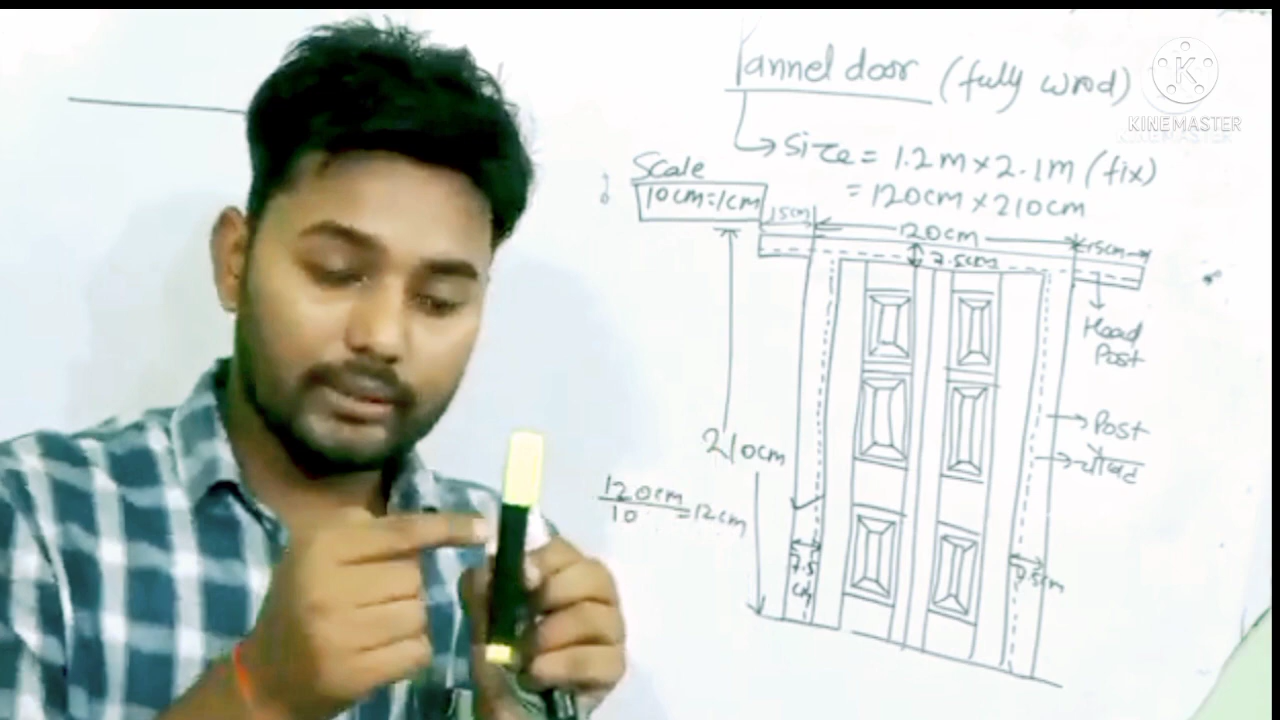 Pannel door (fully wood)
KINEMASTER
Size = 1.2m x 2.1m (fix)
= 120cm x 210cm
Scale
10cm=1cm
15cm
120cm
15cm
7.5cm
Head
Post
Post
चौखट
210cm
120cm
10
=12cm
7.5
cm
7.5cm